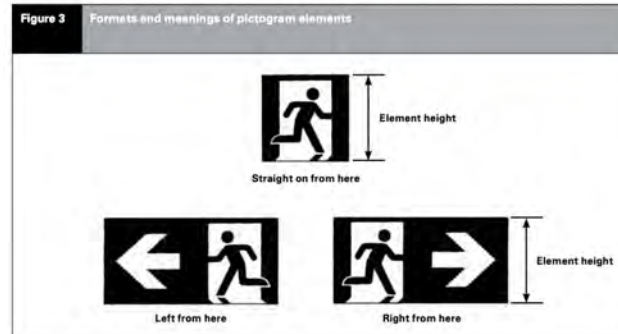 Figure 3 Formats and meanings of pictogram elements
Element height
Straight on from here
Element height
Left from here Right from here